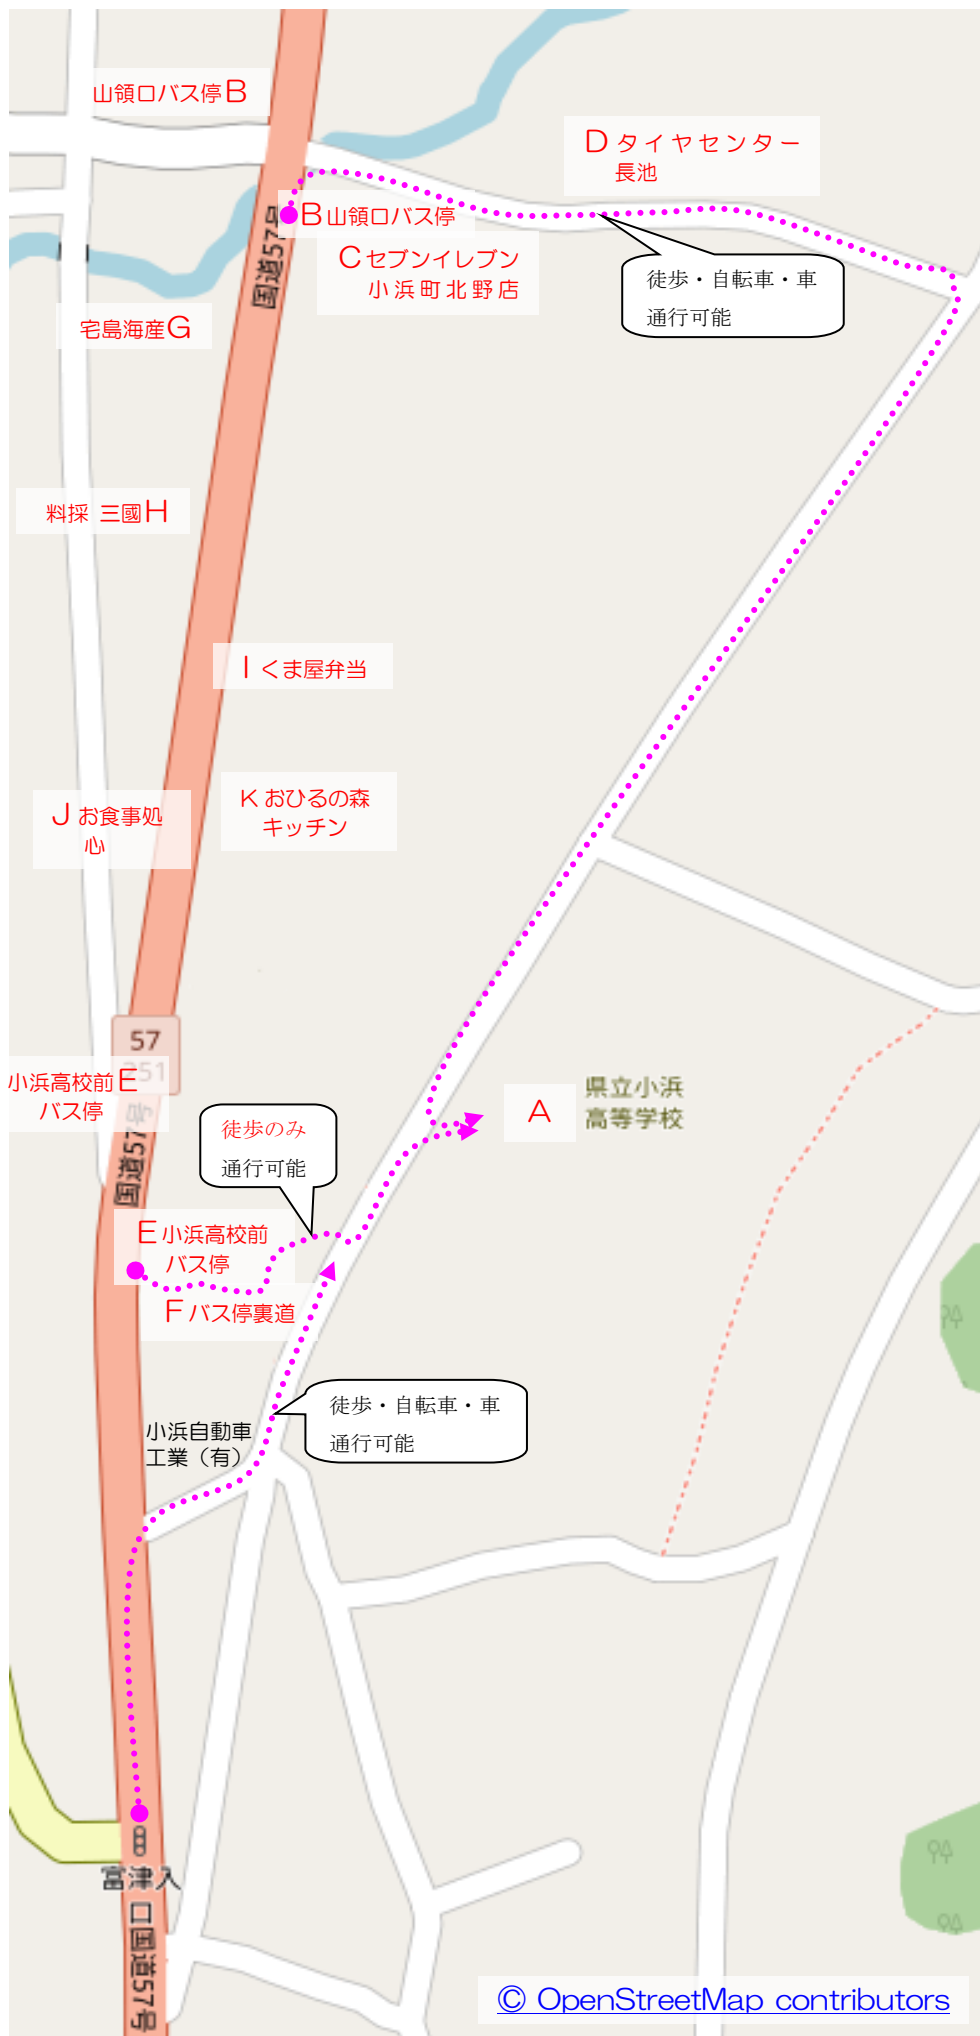 山領口バス停B
Dタイヤセンター
長池
B山領口バス停
国道57号
Cセブンイレブン
小浜町北野店
徒歩・自転車・車
通行可能
宅島海産G
料採 三國H
Iくま屋弁当
Kおひるの森
キッチン
Jお食事処
心
57
251
小浜高校前E
バス停
国道57号
県立小浜
高等学校
A
徒歩のみ
通行可能
E小浜高校前
バス停
Fバス停裏道
徒歩・自転車・車
通行可能
小浜自動車
工業（有）
富津入
口国道57号
© OpenStreetMap contributors